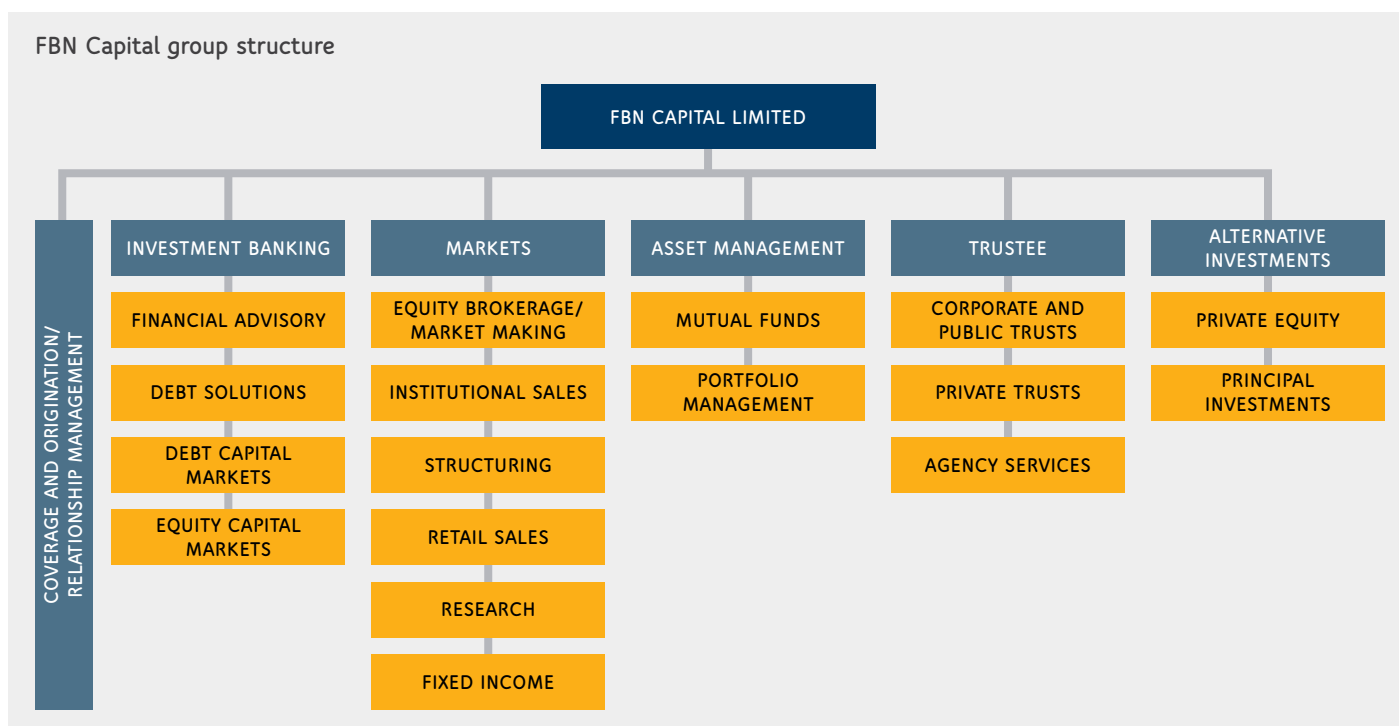 FBN Capital group structure
FBN CAPITAL LIMITED
COVERAGE AND ORIGINATION/
RELATIONSHIP MANAGEMENT
INVESTMENT BANKING
FINANCIAL ADVISORY
DEBT SOLUTIONS
DEBT CAPITAL
MARKETS
EQUITY CAPITAL
MARKETS
MARKETS
EQUITY BROKERAGE/
MARKET MAKING
INSTITUTIONAL SALES
STRUCTURING
RETAIL SALES
RESEARCH
FIXED INCOME
ASSET MANAGEMENT
MUTUAL FUNDS
PORTFOLIO
MANAGEMENT
TRUSTEE
CORPORATE AND
PUBLIC TRUSTS
PRIVATE TRUSTS
AGENCY SERVICES
ALTERNATIVE
INVESTMENTS
PRIVATE EQUITY
PRINCIPAL
INVESTMENTS